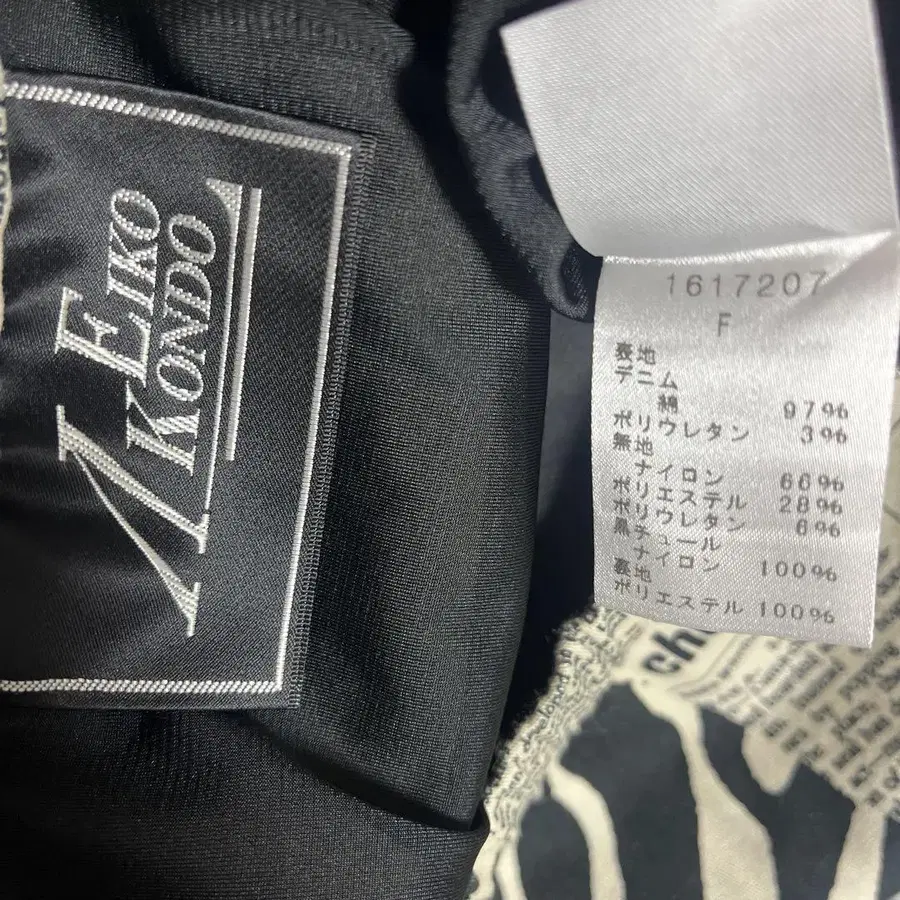 EIKO
KONDO
1617207
F
表地
デニム
綿 97%
ポリウレタン 3%
無地
ナイロン 66%
ポリエステル 28%
ポリウレタン 6%
黒チュール
ナイロン 100%
裏地
ポリエステル 100%